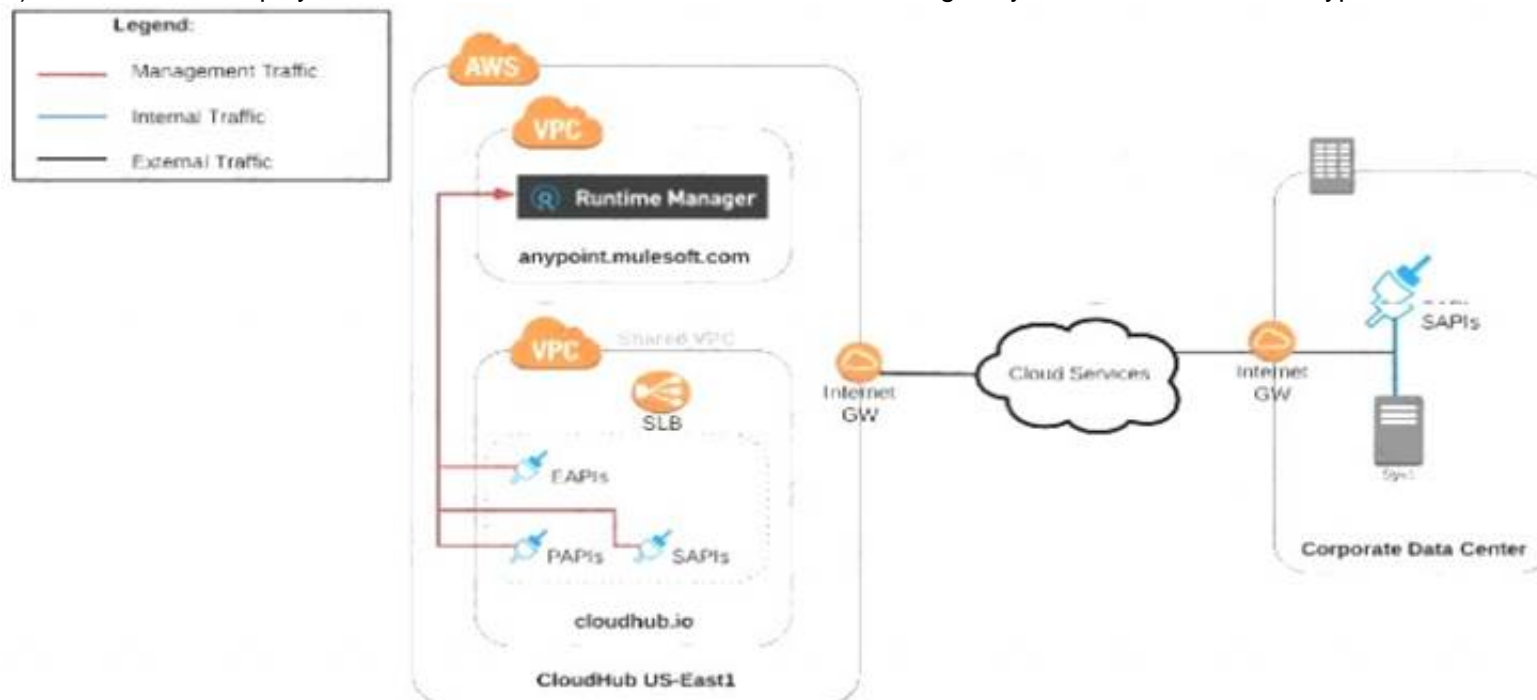 Legend:
Management Traffic
Internal Traffic
External Traffic
AWS
VPC
Runtime Manager
anypoint.mulesoft.com
VPC
Shared VPC
SLB
EAPIs
PAPIs
SAPIs
cloudhub.io
CloudHub US-East1
Internet
GW
Cloud Services
Internet
GW
SAPIs
Corporate Data Center